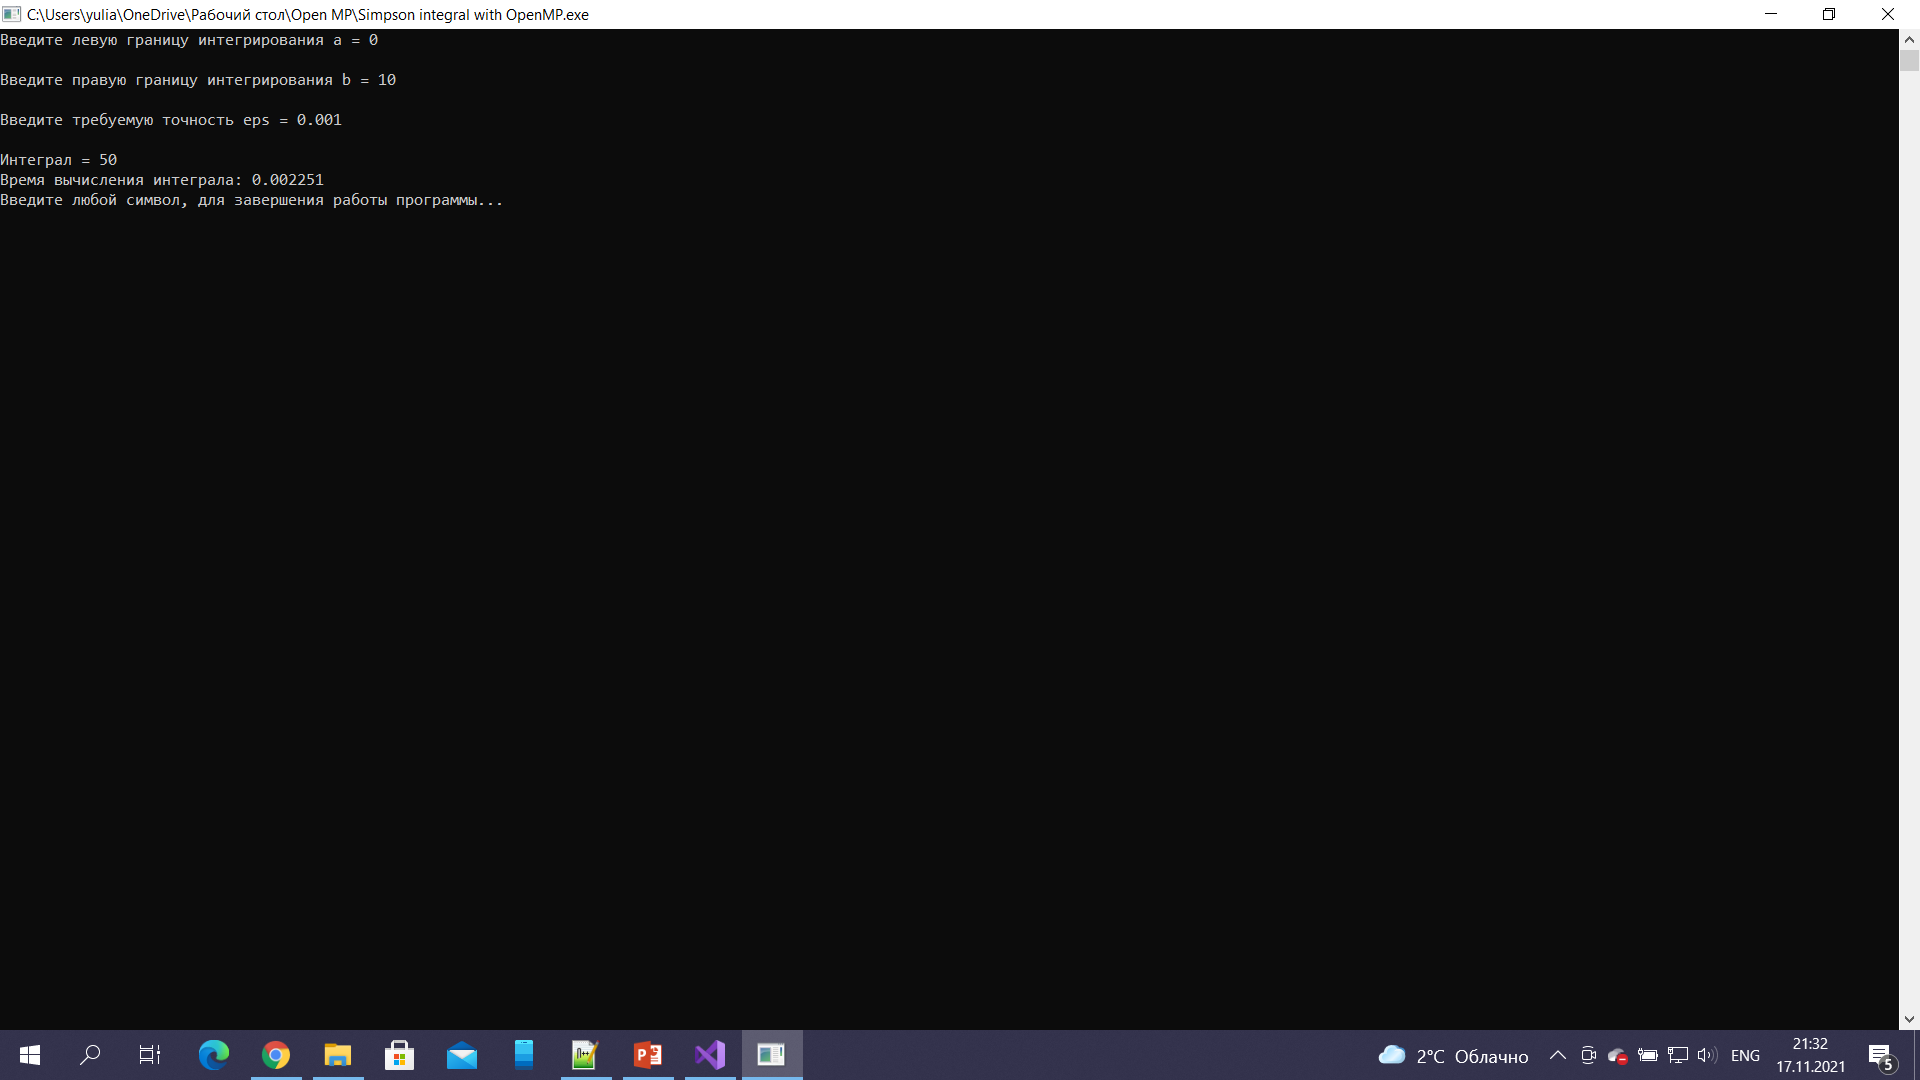 C:\Users\yulia\OneDrive\Рабочий стол\Open MP\Simpson integral with OpenMP.exe
Введите левую границу интегрирования a = 0
Введите правую границу интегрирования b = 10
Введите требуемую точность eps = 0.001
Интеграл = 50
Время вычисления интеграла: 0.002251
Введите любой символ, для завершения работы программы...
2°C Облачно
ENG
21:32
17.11.2021
5